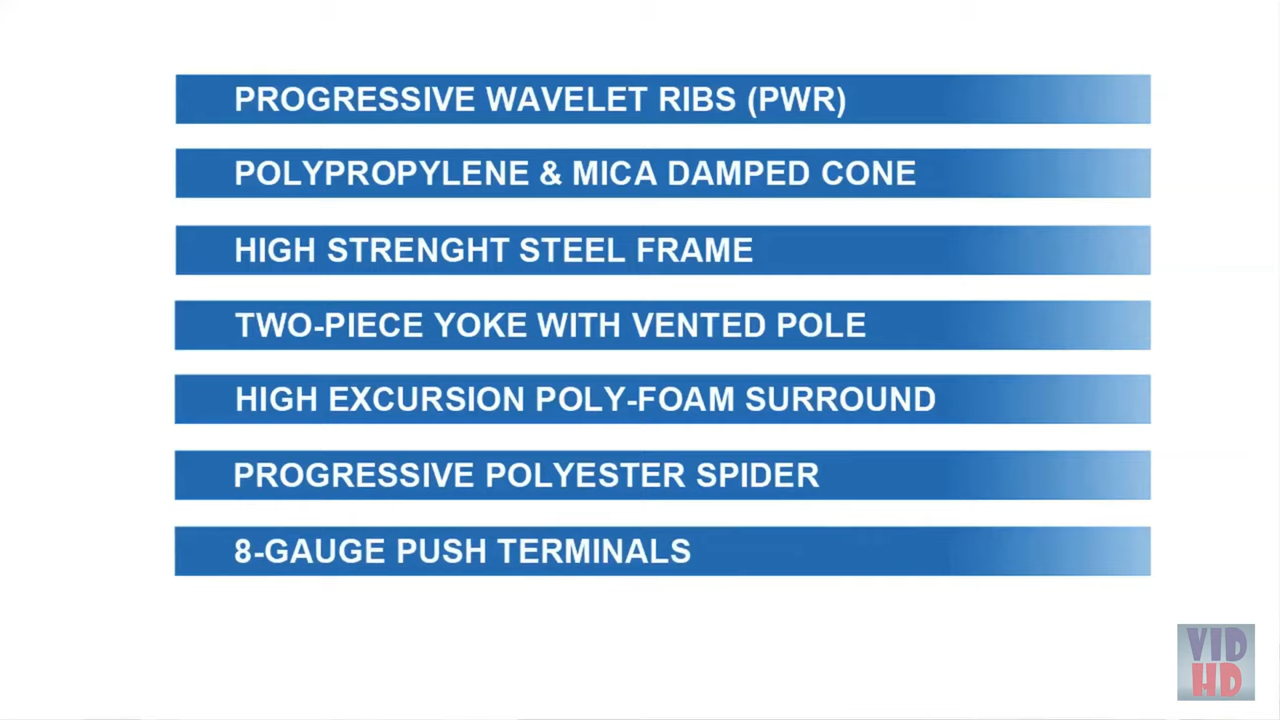 PROGRESSIVE WAVELET RIBS (PWR)
POLYPROPYLENE & MICA DAMPED CONE
HIGH STRENGHT STEEL FRAME
TWO-PIECE YOKE WITH VENTED POLE
HIGH EXCURSION POLY-FOAM SURROUND
PROGRESSIVE POLYESTER SPIDER
8-GAUGE PUSH TERMINALS
VID
HD